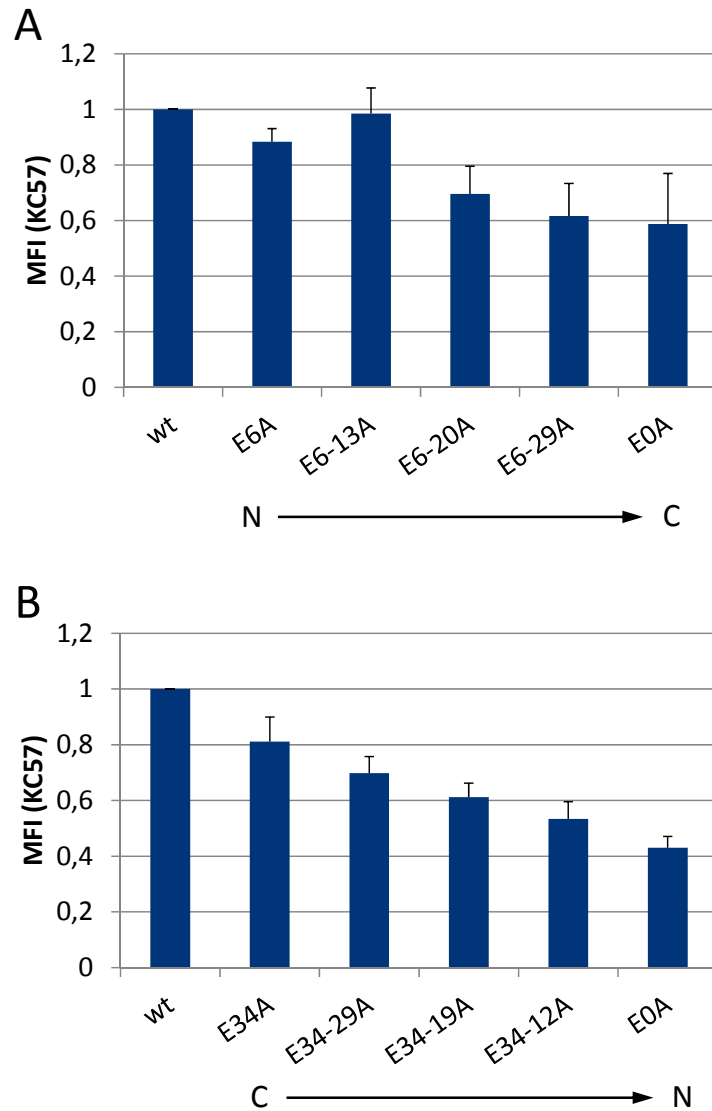 A
1,2
1
0,8
0,6
0,4
0,2
0
MFI (KC57)
wt
E6A
E6-13A
E6-20A
E6-29A
E0A
N C
B
1,2
1
0,8
0,6
0,4
0,2
0
MFI (KC57)
wt
E34A
E34-29A
E34-19A
E34-12A
E0A
C N